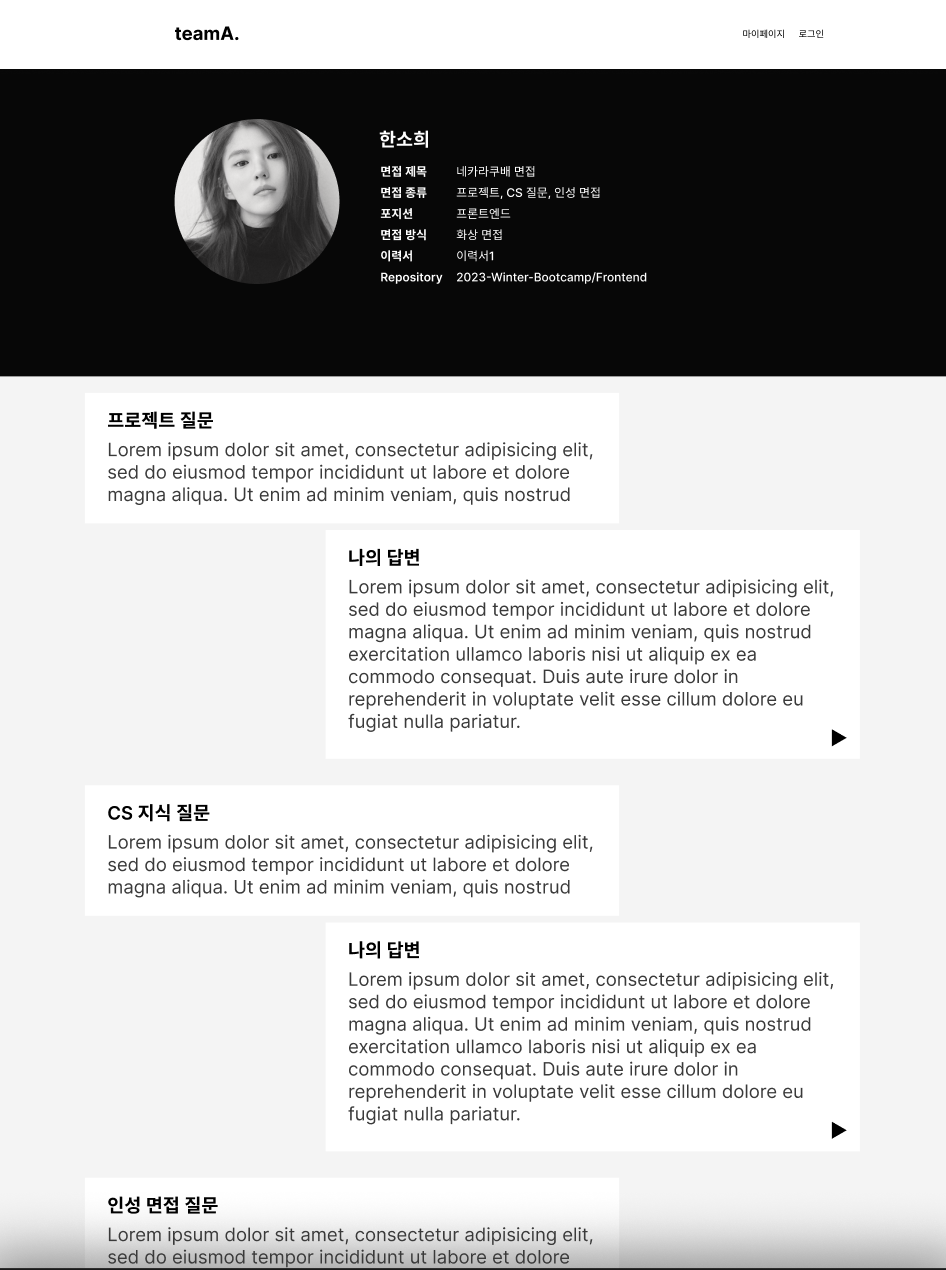 teamA.
마이페이지 로그인
한소희
면접 제목 네카라쿠배 면접
면접 종류 프로젝트, CS 질문, 인성 면접
포지션 프론트엔드
면접 방식 화상 면접
이력서 이력서1
Repository 2023-Winter-Bootcamp/Frontend
프로젝트 질문
Lorem ipsum dolor sit amet, consectetur adipisicing elit,
sed do eiusmod tempor incididunt ut labore et dolore
magna aliqua. Ut enim ad minim veniam, quis nostrud
나의 답변
Lorem ipsum dolor sit amet, consectetur adipisicing elit,
sed do eiusmod tempor incididunt ut labore et dolore
magna aliqua. Ut enim ad minim veniam, quis nostrud
exercitation ullamco laboris nisi ut aliquip ex ea
commodo consequat. Duis aute irure dolor in
reprehenderit in voluptate velit esse cillum dolore eu
fugiat nulla pariatur.
CS 지식 질문
Lorem ipsum dolor sit amet, consectetur adipisicing elit,
sed do eiusmod tempor incididunt ut labore et dolore
magna aliqua. Ut enim ad minim veniam, quis nostrud
나의 답변
Lorem ipsum dolor sit amet, consectetur adipisicing elit,
sed do eiusmod tempor incididunt ut labore et dolore
magna aliqua. Ut enim ad minim veniam, quis nostrud
exercitation ullamco laboris nisi ut aliquip ex ea
commodo consequat. Duis aute irure dolor in
reprehenderit in voluptate velit esse cillum dolore eu
fugiat nulla pariatur.
인성 면접 질문
Lorem ipsum dolor sit amet, consectetur adipisicing elit,
sed do eiusmod tempor incididunt ut labore et dolore